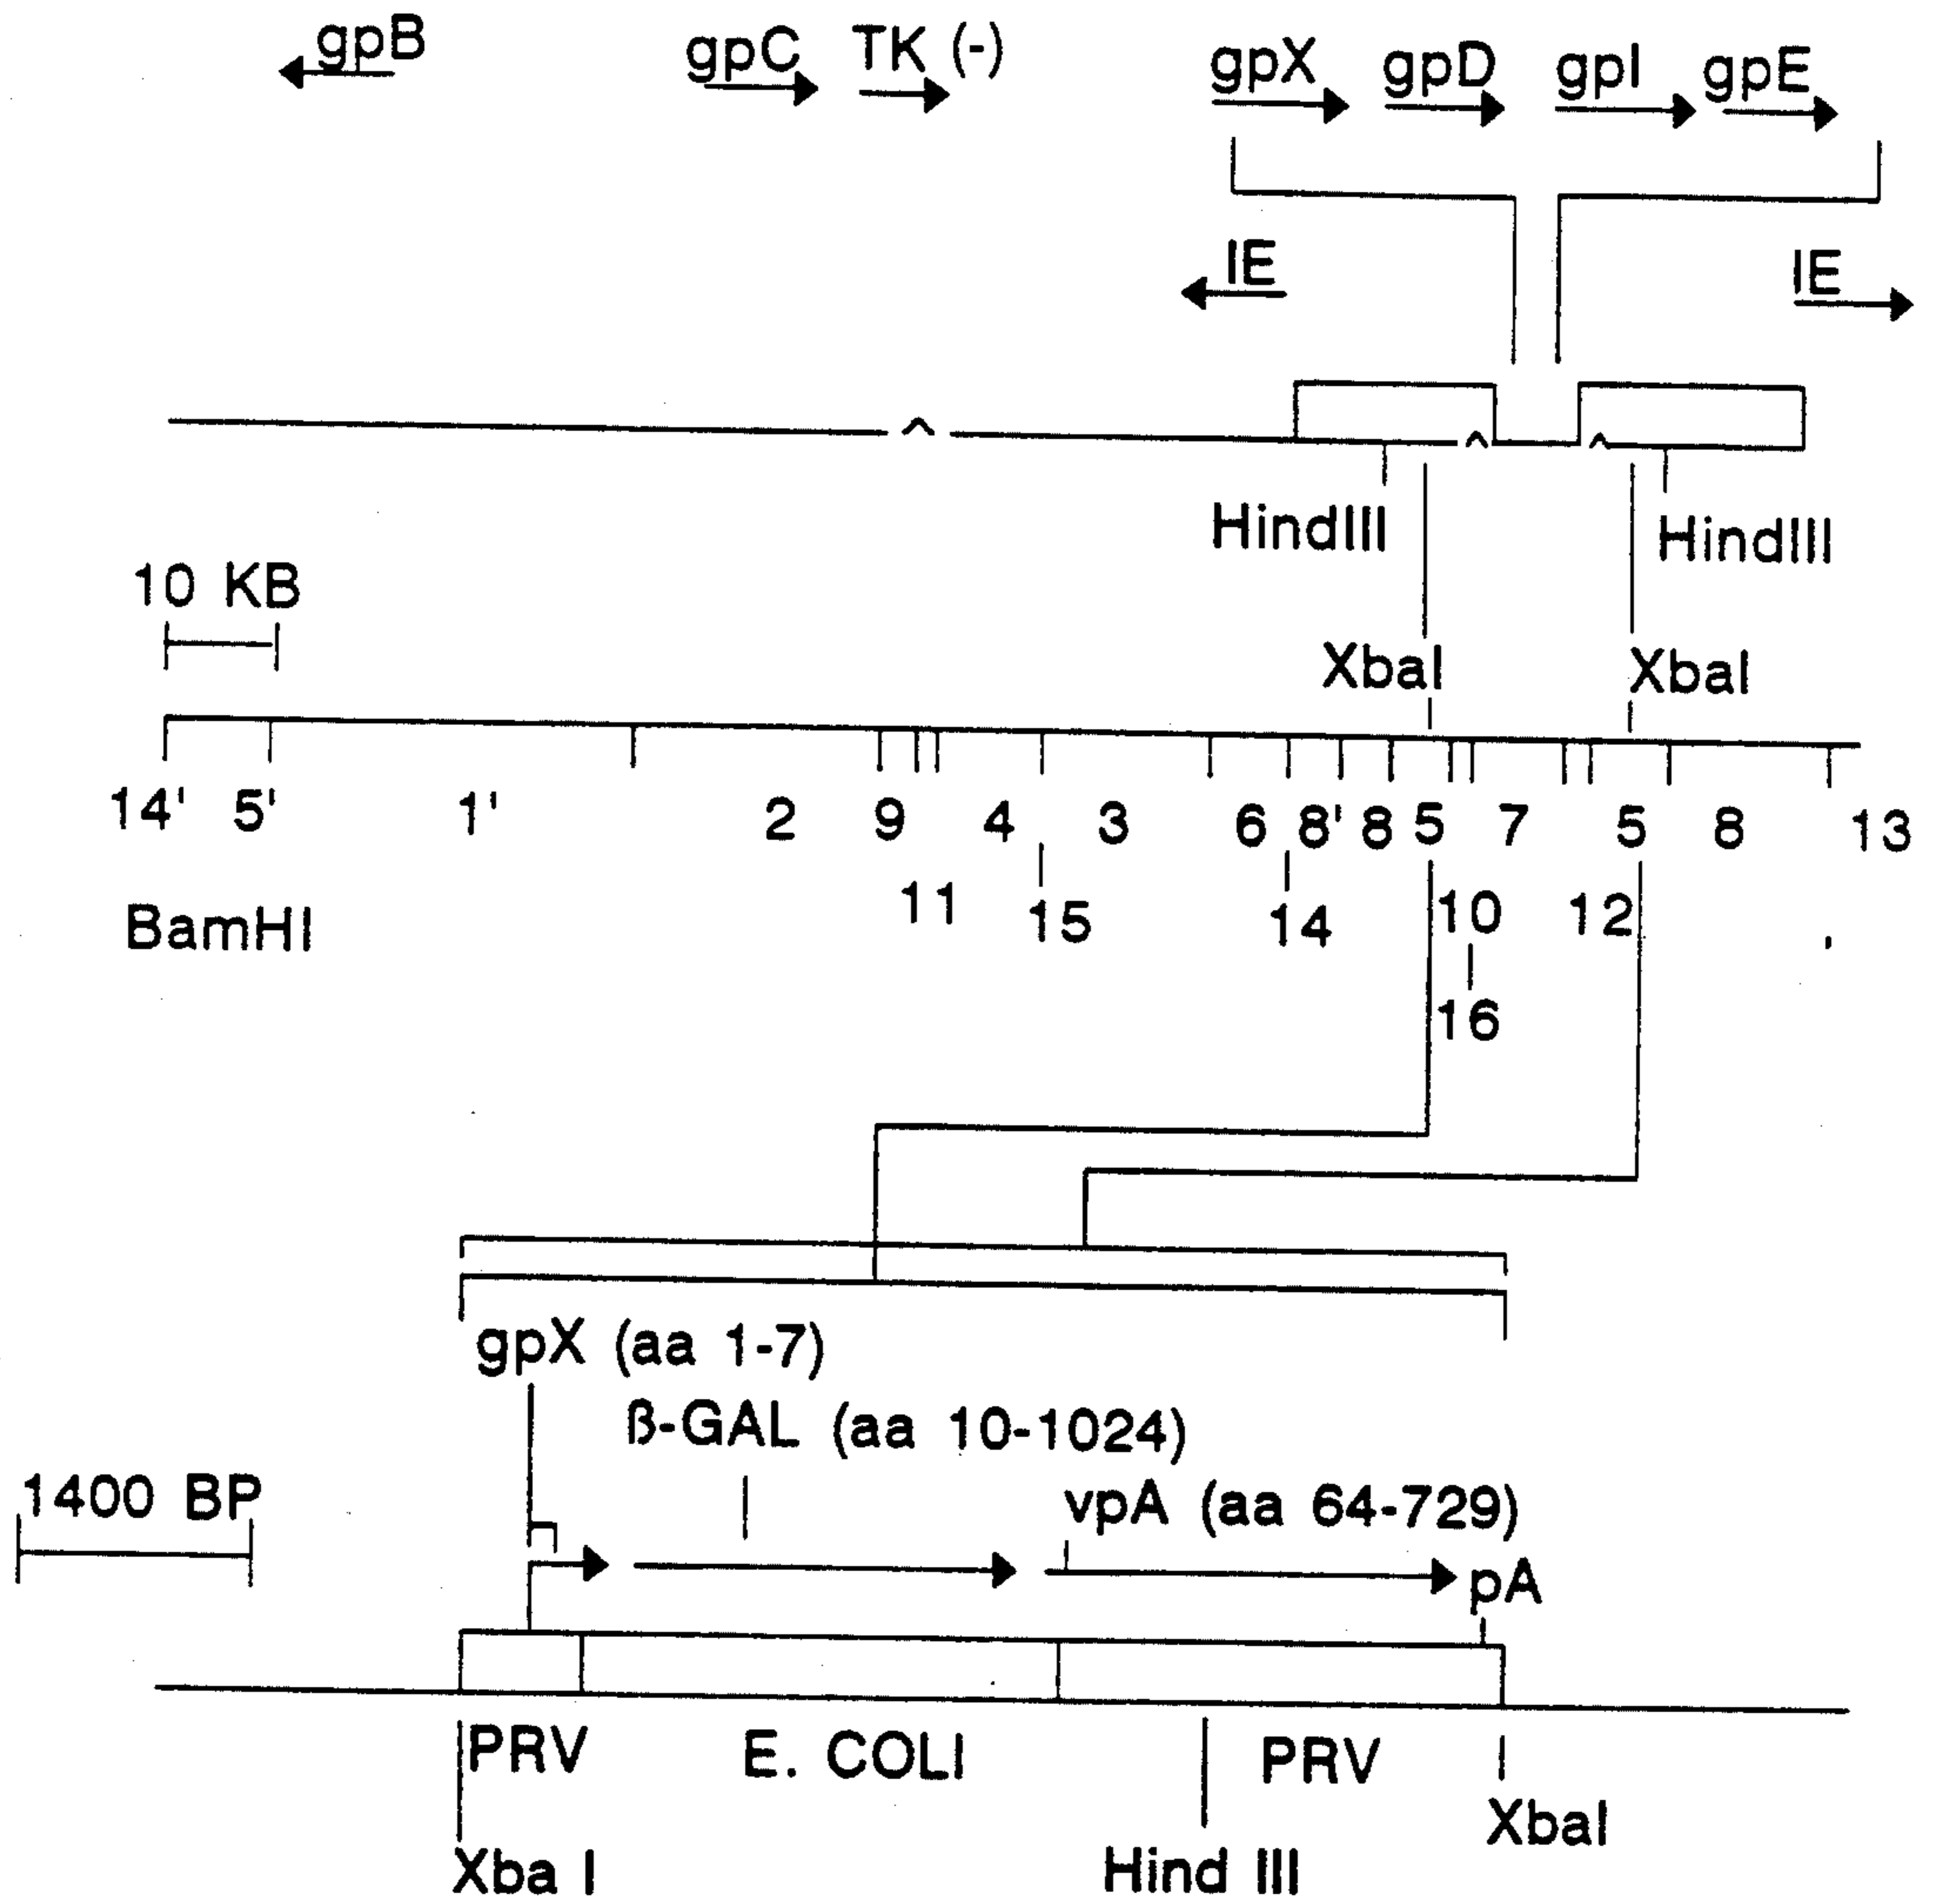 gpB gpC TK (-) gpX gpD gpI gpE
IE IE
HindIII HindIII
10 KB
XbaI XbaI
14' 5' 1' 2 9 4 3 6 8' 8 5 7 5 8 13
11 15 14 10 12
BamHI
16
gpX (aa 1-7)
ß-GAL (aa 10-1024)
1400 BP vpA (aa 64-729)
pA
PRV E. COLI PRV
XbaI
Xba I Hind III